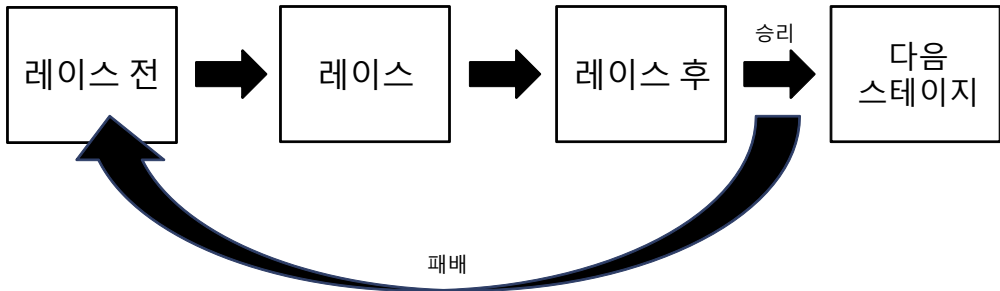 레이스 전
레이스
레이스 후
승리
다음
스테이지
패배